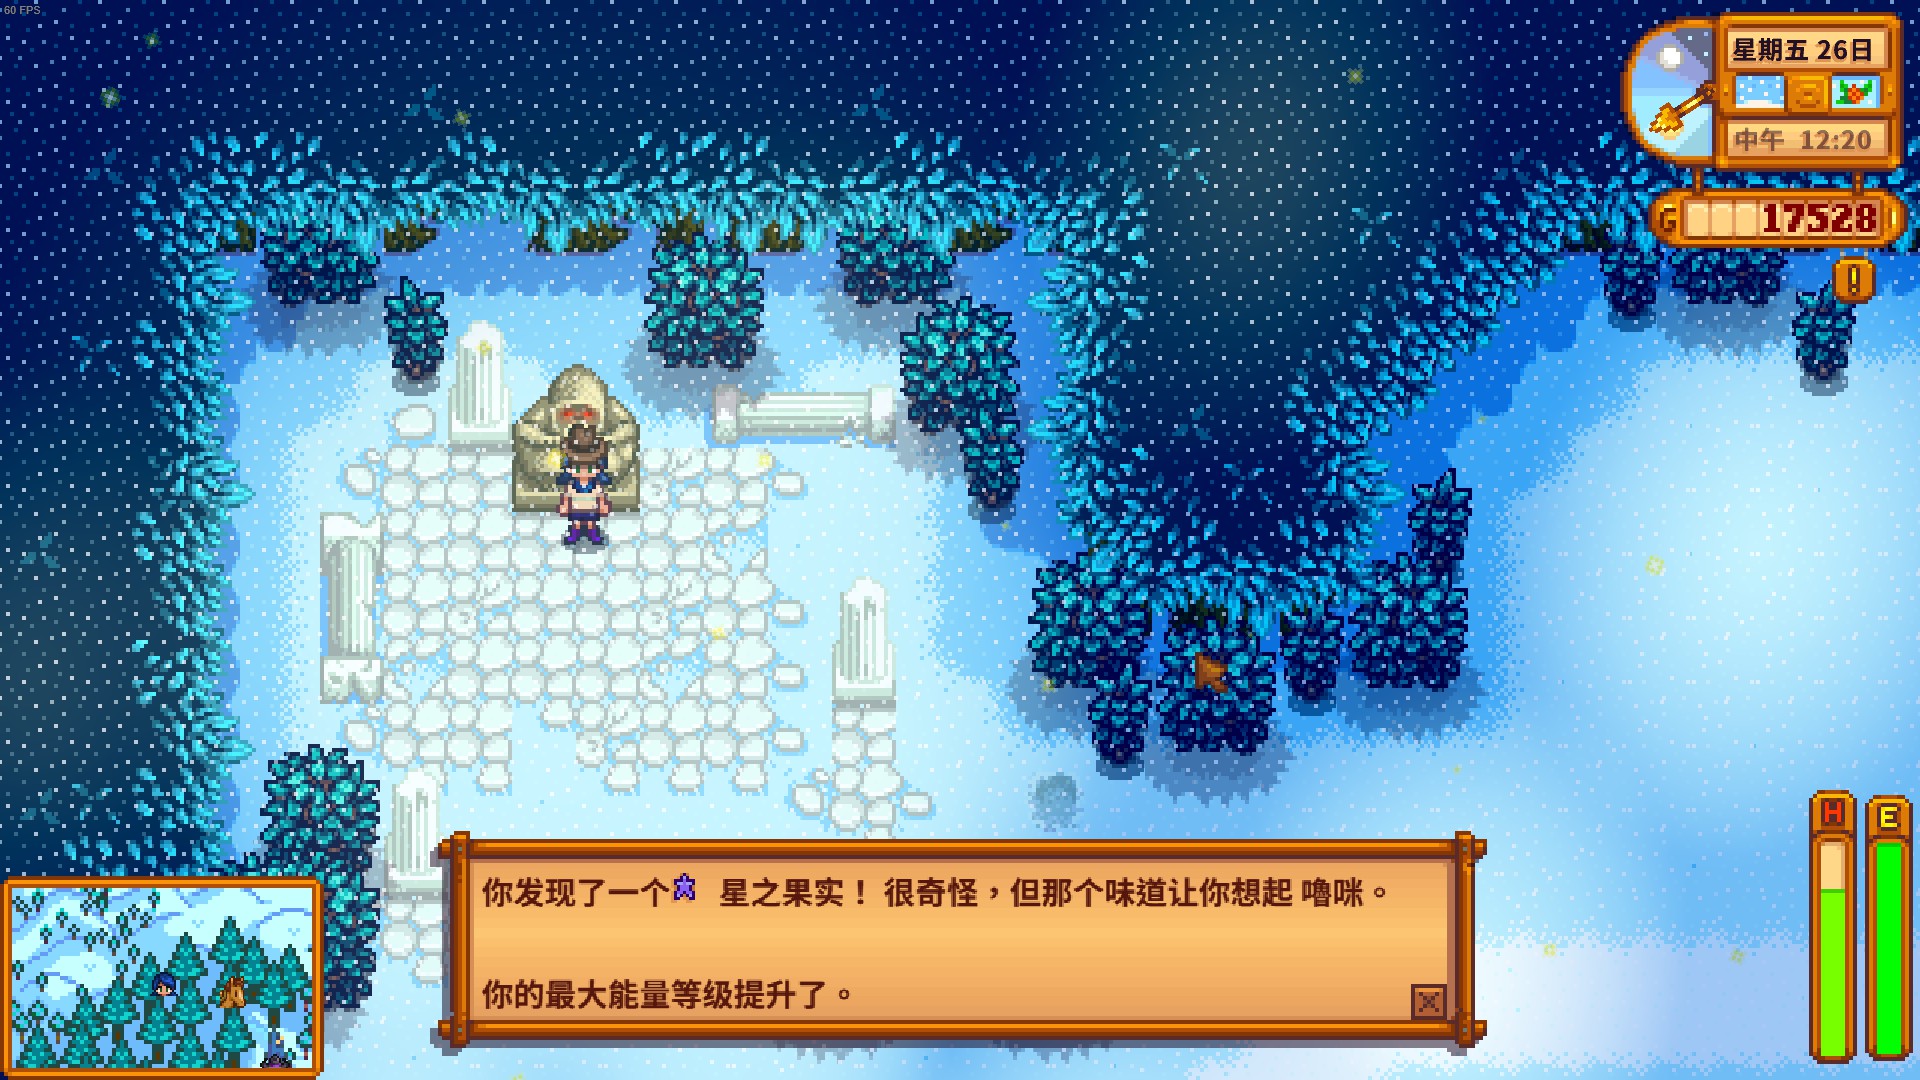 60 FPS
星期五 26日
中午 12:20
17528
你发现了一个 星之果实！ 很奇怪，但那个味道让你想起 噜咪。
你的最大能量等级提升了。
H
E